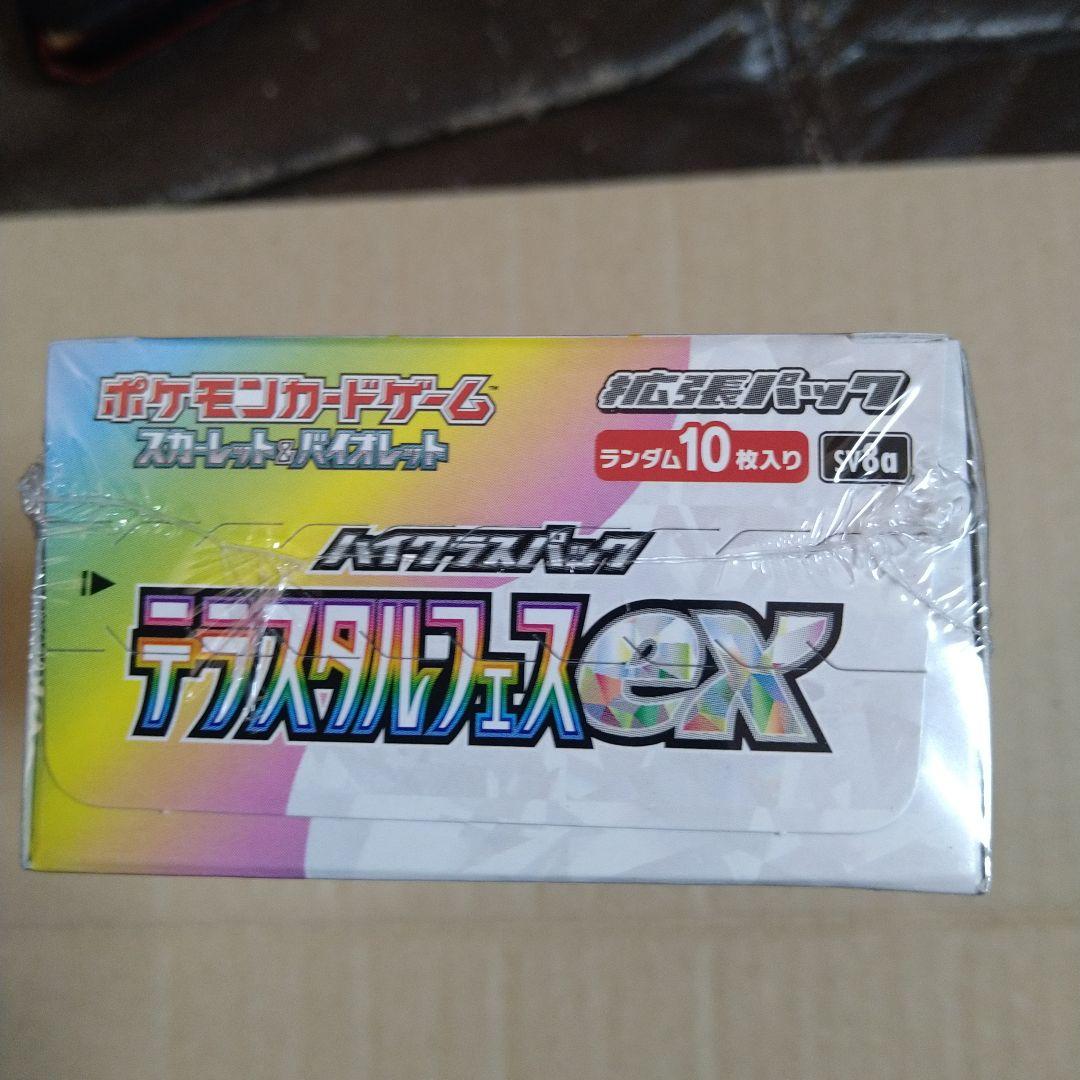 ポケモンカードゲーム™
スカーレット&バイオレット
拡張パック
ランダム10枚入り
SV8a
ハイクラスパック
テラスタルフェスex